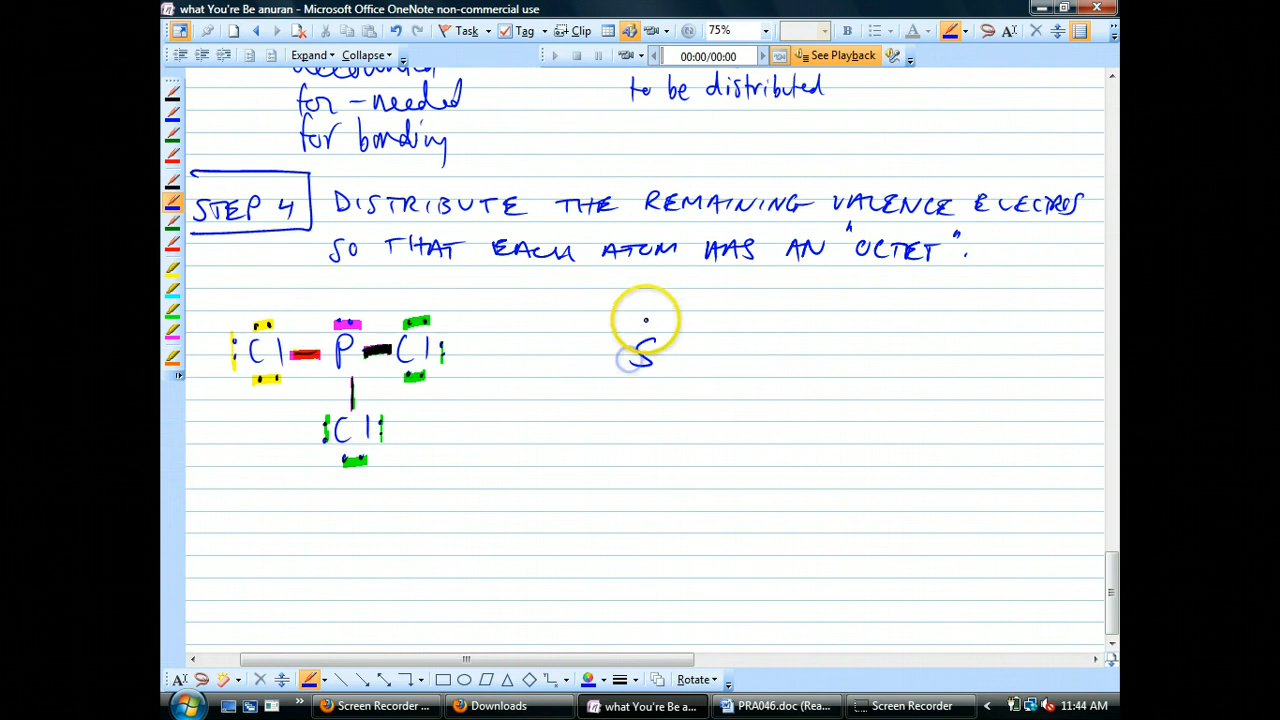 what You're Be anuran - Microsoft Office OneNote non-commercial use
75%
Task
Tag
Clip
Expand
Collapse
00:00/00:00
See Playback
for -needed
for bonding
to be distributed
STEP 4 DISTRIBUTE THE REMAINING VALENCE ELECTROS
SO THAT EACH ATOM HAS AN "OCTET".
Cl P Cl
S
Cl
Rotate
Screen Recorder ...
Downloads
what You're Be a...
PRA046.doc (Rea...
Screen Recorder
11:44 AM